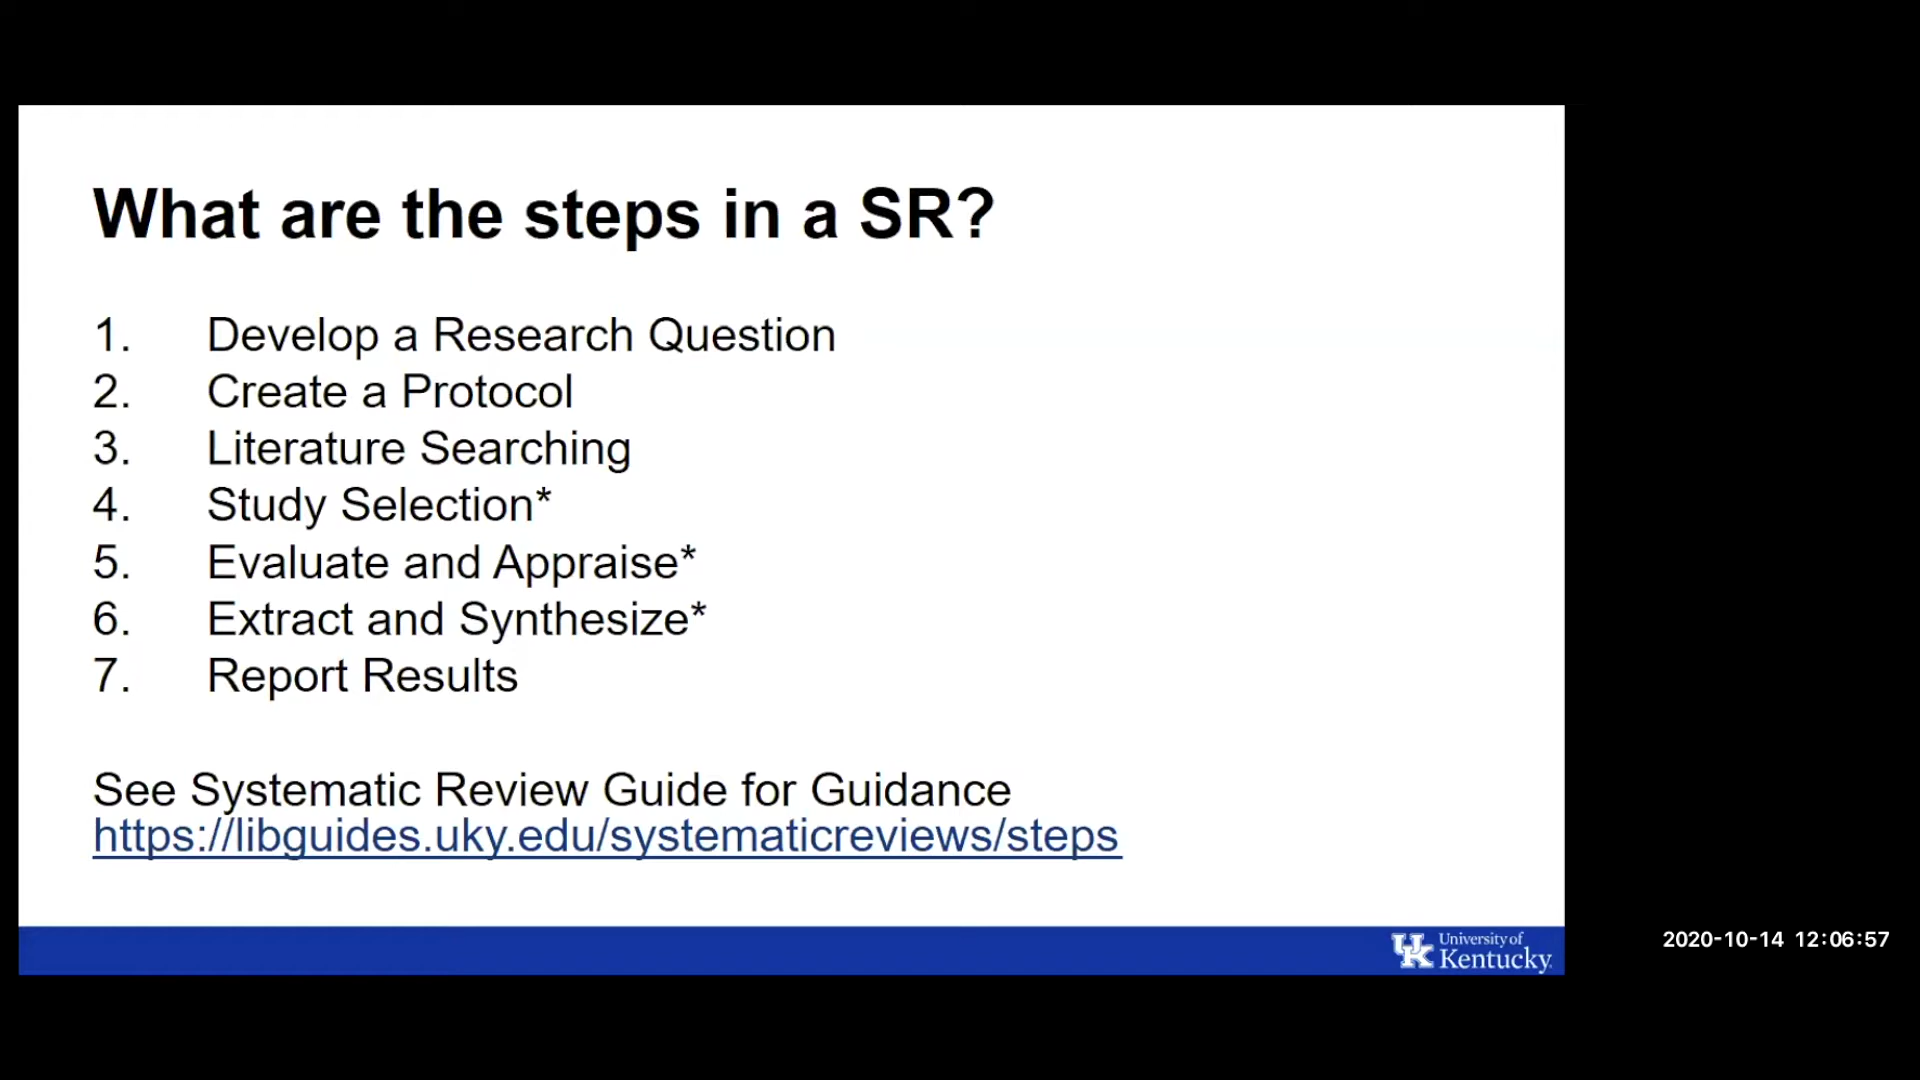 What are the steps in a SR?
1. Develop a Research Question
2. Create a Protocol
3. Literature Searching
4. Study Selection*
5. Evaluate and Appraise*
6. Extract and Synthesize*
7. Report Results
See Systematic Review Guide for Guidance
https://libguides.uky.edu/systematicreviews/steps
UK University of
Kentucky.
2020-10-14 12:06:57